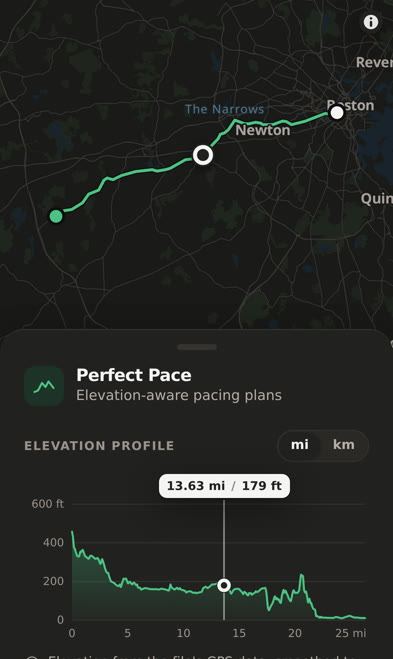 Rever
The Narrows
Boston
Newton
Quin
Perfect Pace
Elevation-aware pacing plans
ELEVATION PROFILE
mi
km
13.63 mi / 179 ft
600 ft
400
200
0
0
5
10
15
20
25 mi